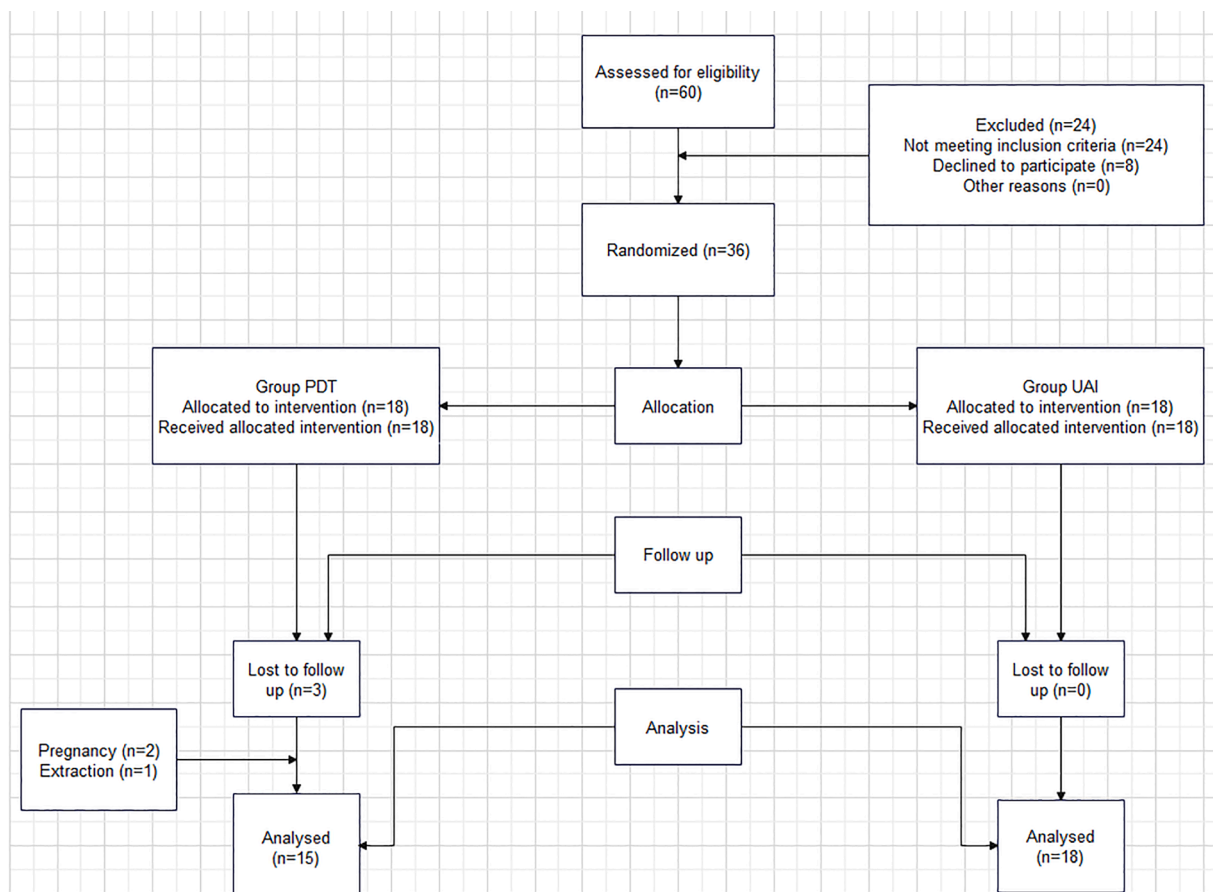 Assessed for eligibility
(n=60)
Excluded (n=24)
Not meeting inclusion criteria (n=24)
Declined to participate (n=8)
Other reasons (n=0)
Randomized (n=36)
Group PDT
Allocated to intervention (n=18)
Received allocated intervention (n=18)
Allocation
Group UAI
Allocated to intervention (n=18)
Received allocated intervention (n=18)
Follow up
Lost to follow
up (n=3)
Lost to follow
up (n=0)
Pregnancy (n=2)
Extraction (n=1)
Analysis
Analysed
(n=15)
Analysed
(n=18)